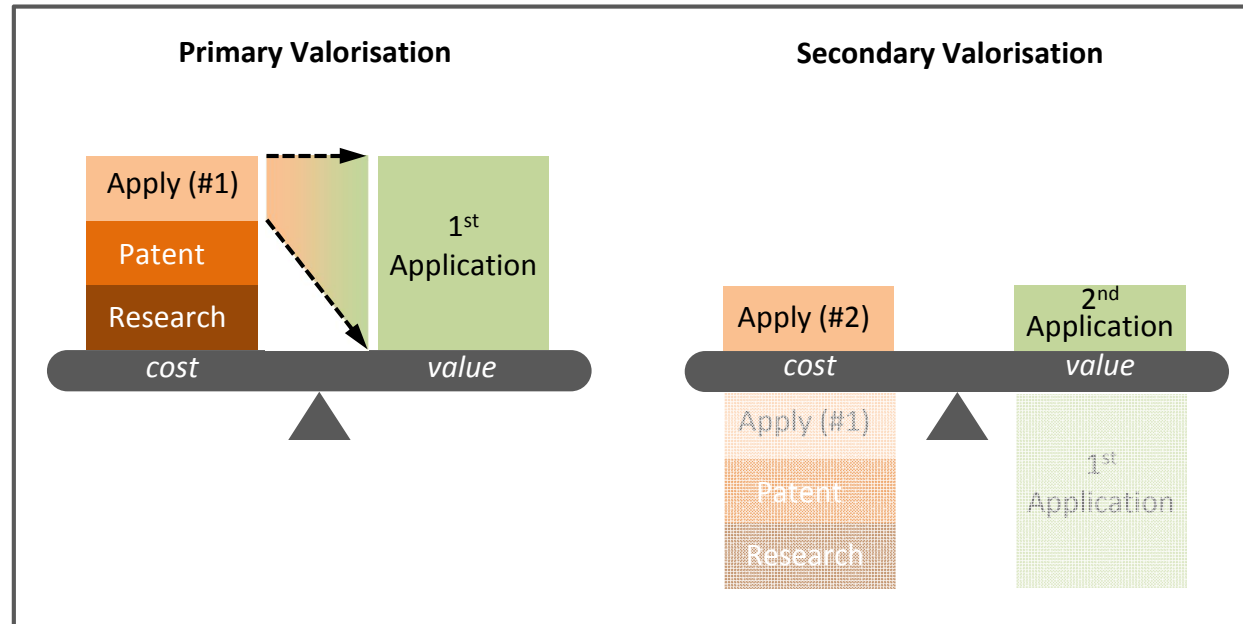 Primary Valorisation
Apply (#1)
Patent
Research
1st
Application
cost
value
Secondary Valorisation
Apply (#2)
2nd
Application
cost
value
Apply (#1)
Patent
Research
1st
Application